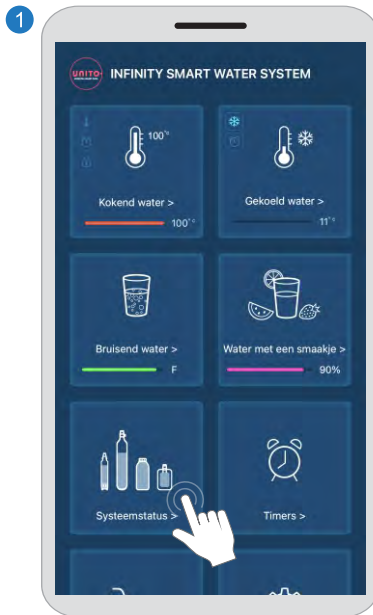 1
UNITO
INFINITY SMART WATER SYSTEM
100°c
Kokend water >
100°c
Gekoeld water >
11°c
Bruisend water >
F
Water met een smaakje >
90%
Systeemstatus >
Timers >